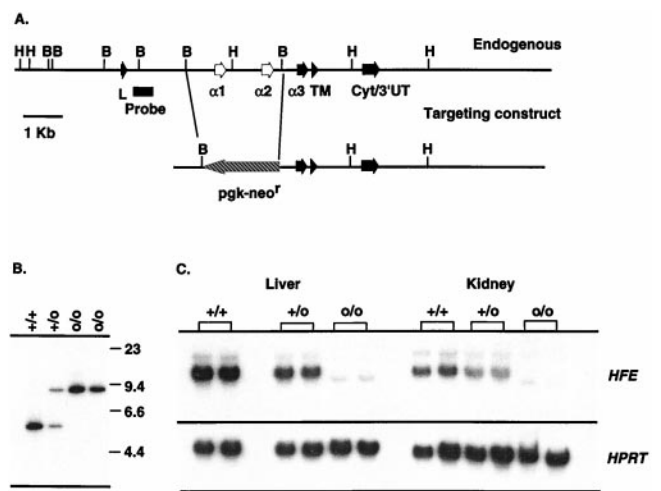 A.
H H B B B B B H B H H Endogenous
L Probe α1 α2 α3 TM Cyt/3'UT
1 Kb
Targeting construct
B H H
pgk-neoʳ
B.
+/+ +/o o/o o/o
23
9.4
6.6
4.4
C.
Liver Kidney
+/+ +/o o/o +/+ +/o o/o
HFE
HPRT